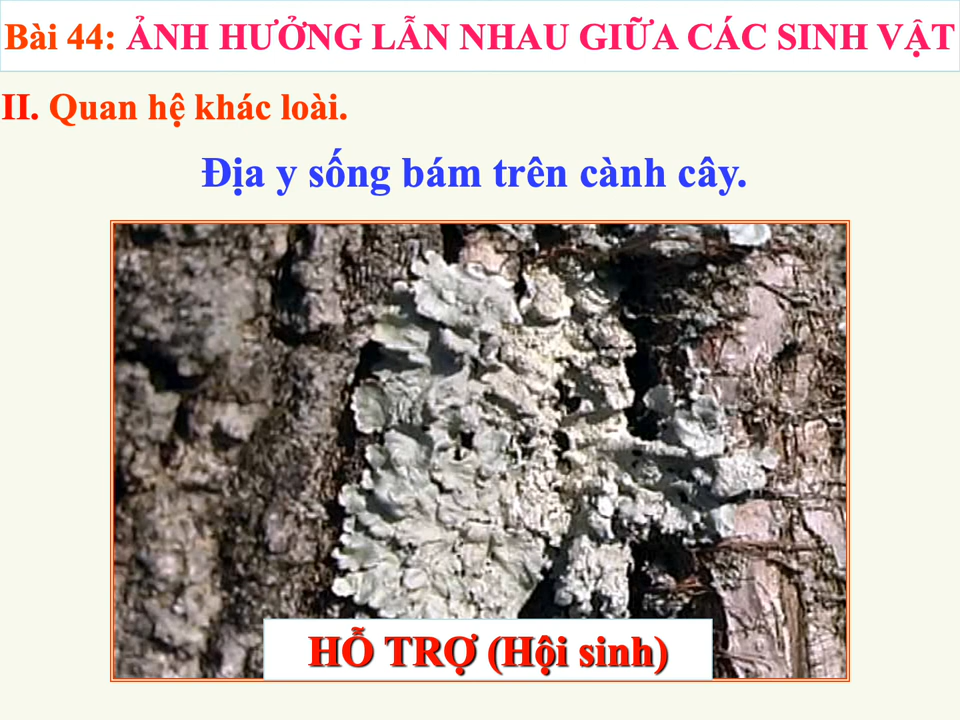 Bài 44: ẢNH HƯỞNG LẪN NHAU GIỮA CÁC SINH VẬT
II. Quan hệ khác loài.
Địa y sống bám trên cành cây.
HỖ TRỢ (Hội sinh)